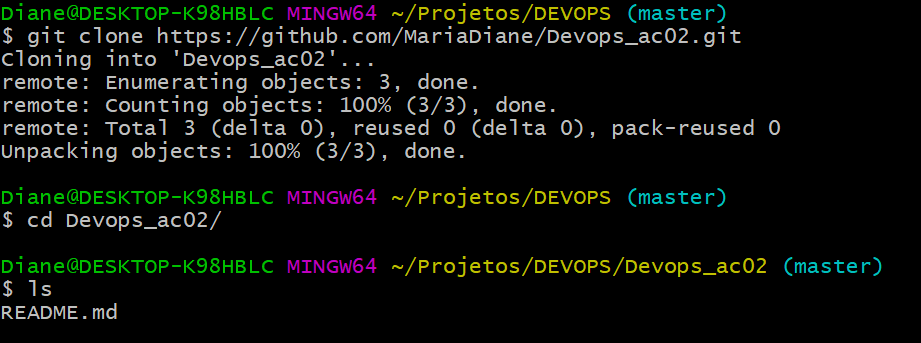 Diane@DESKTOP-K98HBLC MINGW64 ~/Projetos/DEVOPS (master)
$ git clone https://github.com/MariaDiane/Devops_ac02.git
Cloning into 'Devops_ac02'...
remote: Enumerating objects: 3, done.
remote: Counting objects: 100% (3/3), done.
remote: Total 3 (delta 0), reused 0 (delta 0), pack-reused 0
Unpacking objects: 100% (3/3), done.
Diane@DESKTOP-K98HBLC MINGW64 ~/Projetos/DEVOPS (master)
$ cd Devops_ac02/
Diane@DESKTOP-K98HBLC MINGW64 ~/Projetos/DEVOPS/Devops_ac02 (master)
$ ls
README.md